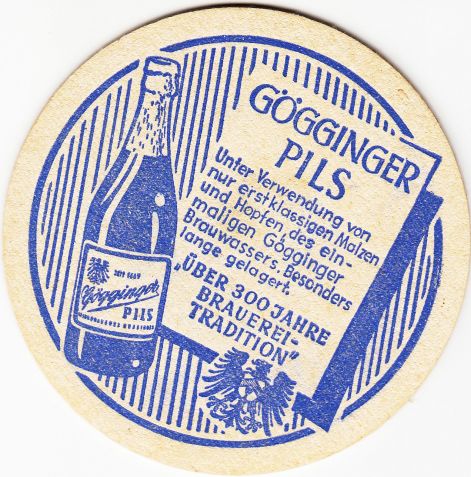 GÖGGINGER
PILS
Unter Verwendung von
nur erstklassigen Malzen
und Hopfen, des ein-
maligen Gögginger
Brauwassers. Besonders
lange gelagert.
„ÜBER 300 JAHRE
BRAUEREI-
TRADITION"
Gögginger
PILS